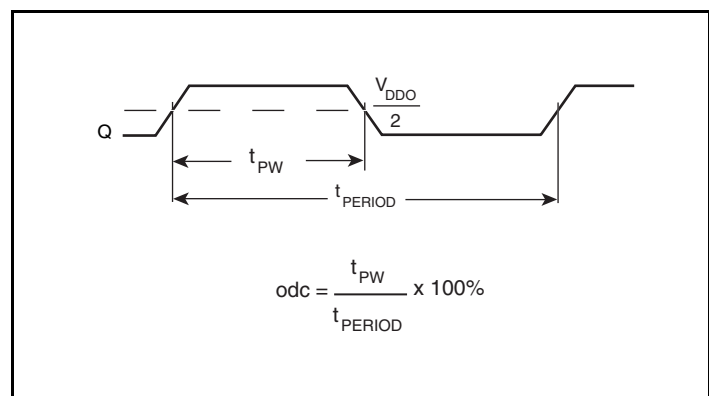 V_DDO
2
Q
t_PW
t_PERIOD
odc = t_PW / t_PERIOD x 100%